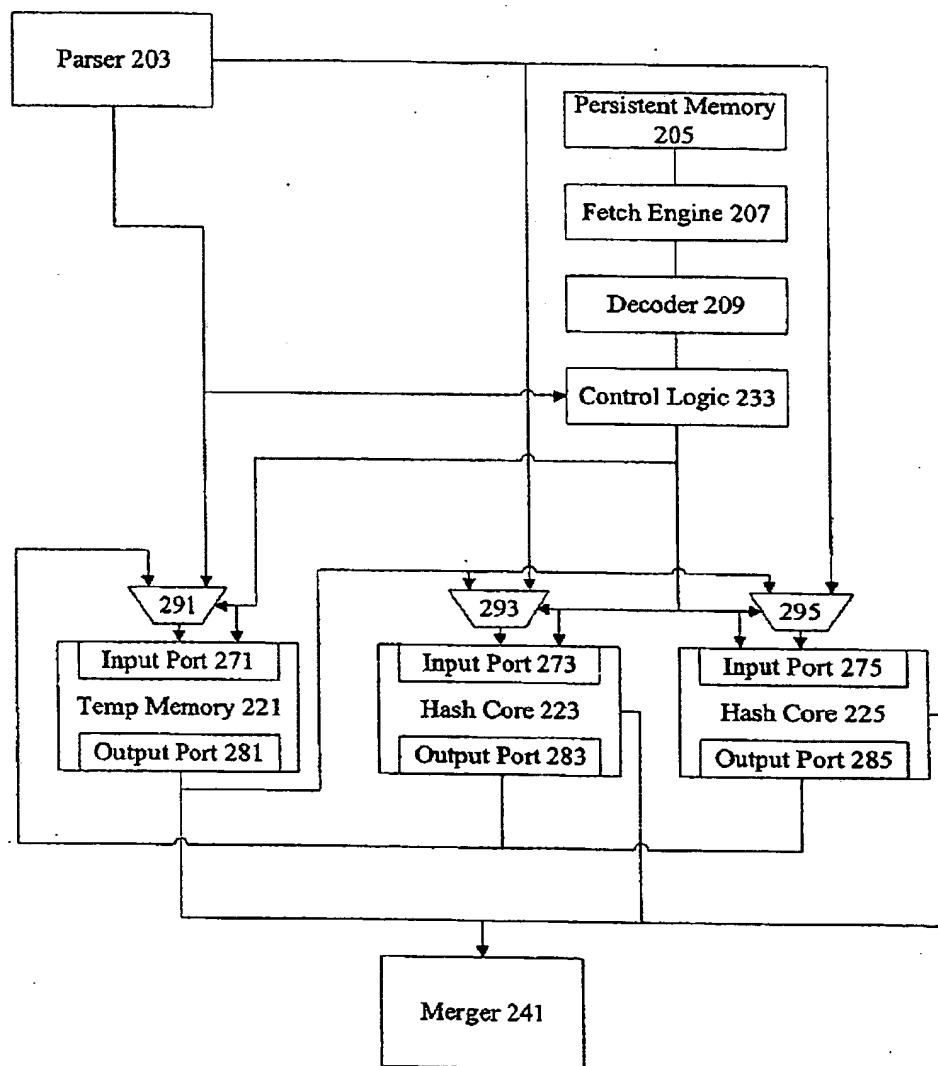 Parser 203
Persistent Memory
205
Fetch Engine 207
Decoder 209
Control Logic 233
291
293
295
Input Port 271
Temp Memory 221
Output Port 281
Input Port 273
Hash Core 223
Output Port 283
Input Port 275
Hash Core 225
Output Port 285
Merger 241